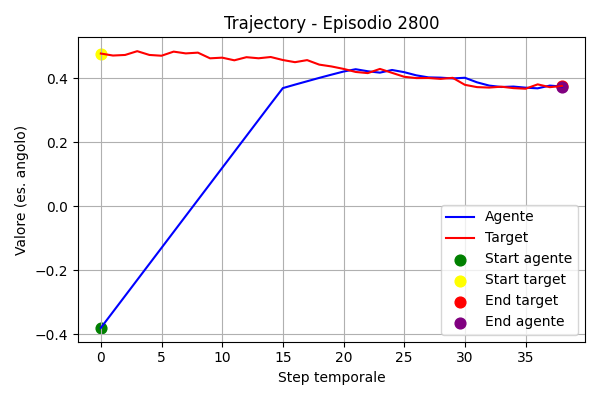 Trajectory - Episodio 2800
Valore (es. angolo)
0.4
0.2
0.0
−0.2
−0.4
0
5
10
15
20
25
30
35
Step temporale
Agente
Target
Start agente
Start target
End target
End agente